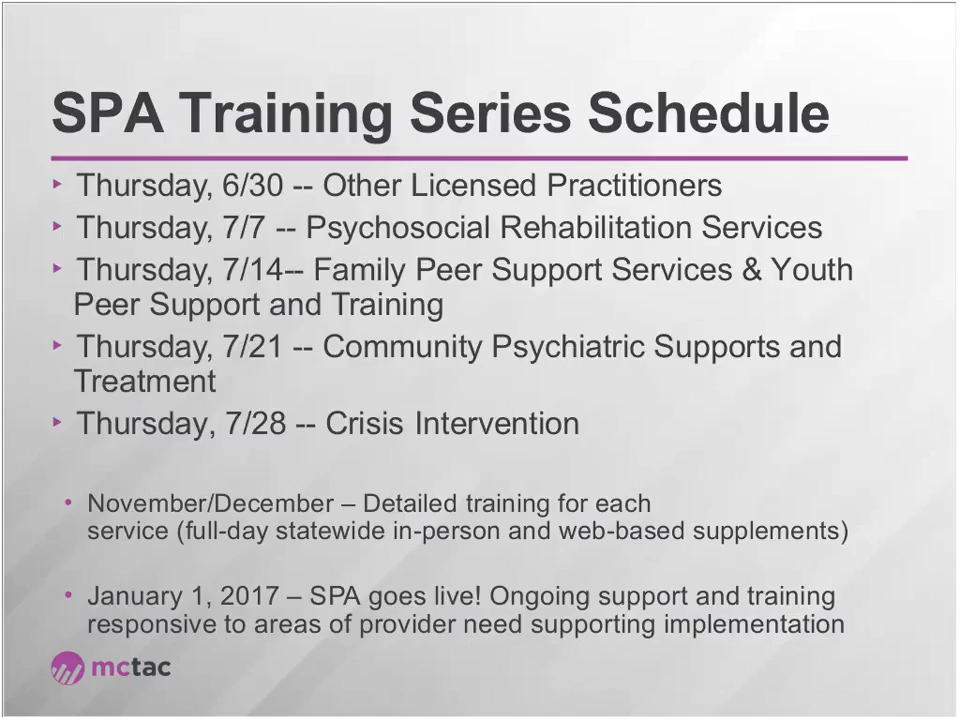 SPA Training Series Schedule
‣ Thursday, 6/30 -- Other Licensed Practitioners
‣ Thursday, 7/7 -- Psychosocial Rehabilitation Services
‣ Thursday, 7/14-- Family Peer Support Services & Youth
Peer Support and Training
‣ Thursday, 7/21 -- Community Psychiatric Supports and
Treatment
‣ Thursday, 7/28 -- Crisis Intervention
• November/December – Detailed training for each
service (full-day statewide in-person and web-based supplements)
• January 1, 2017 – SPA goes live! Ongoing support and training
responsive to areas of provider need supporting implementation
mctac